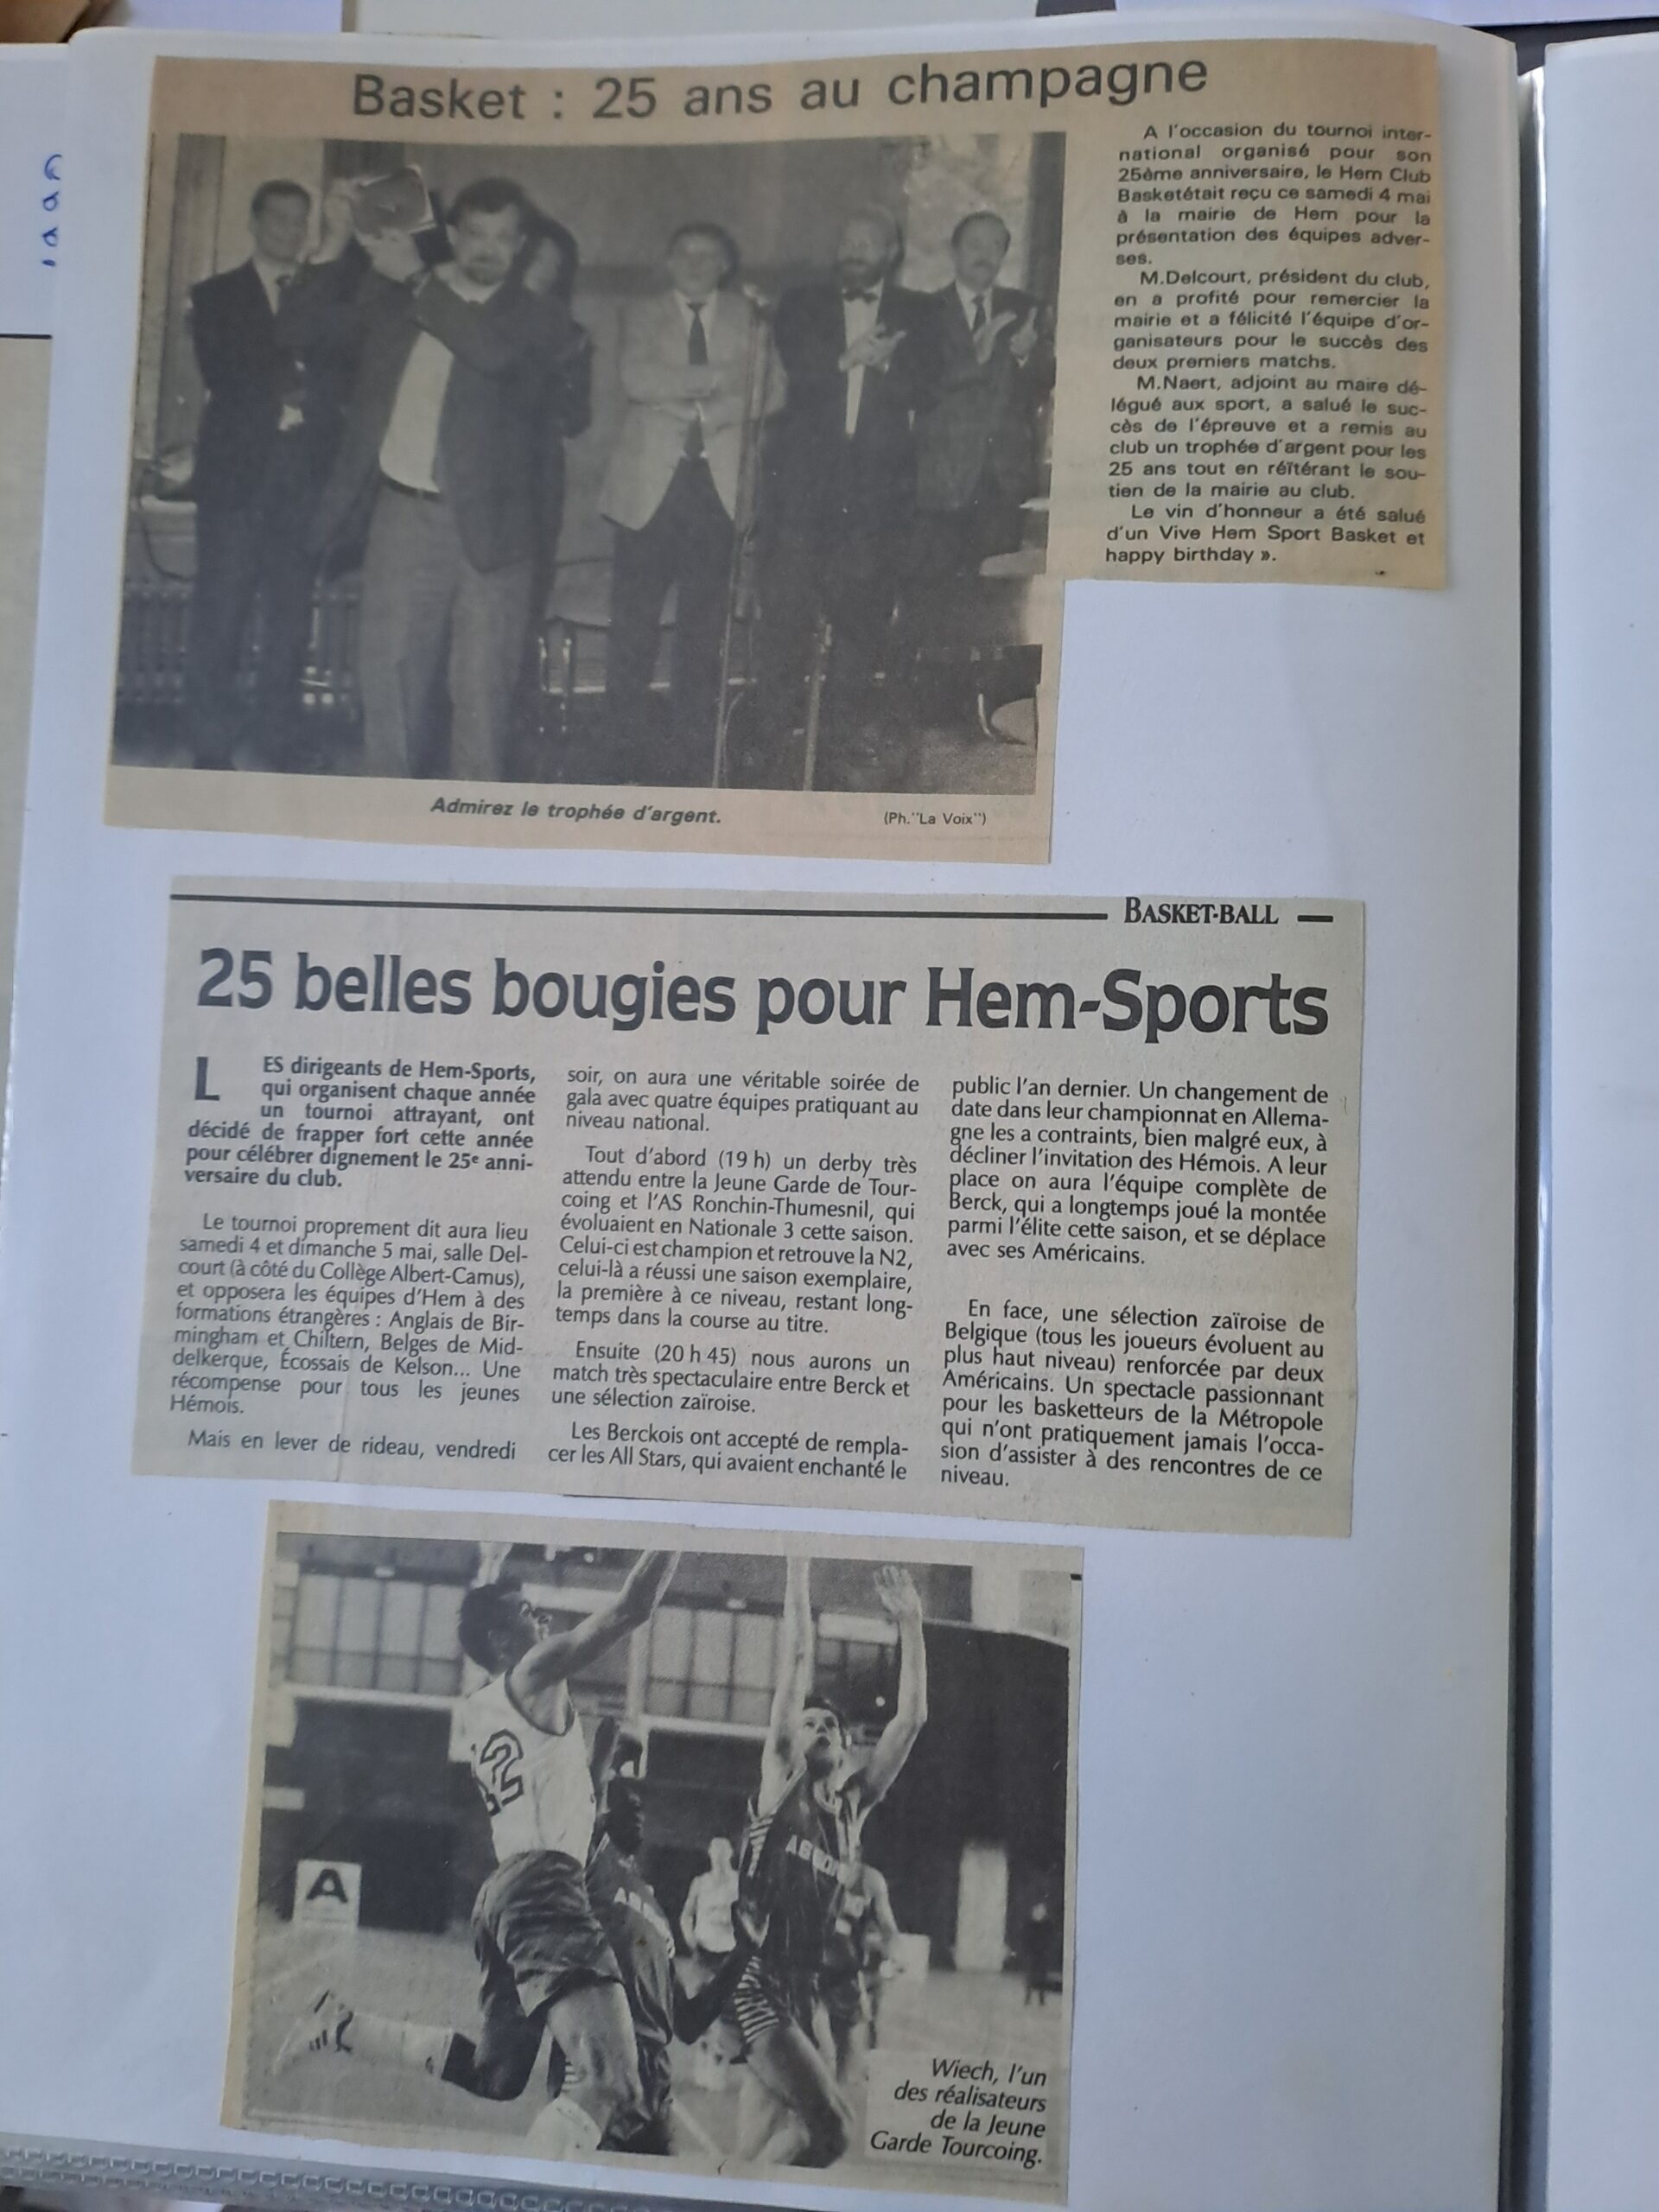 1991
Basket : 25 ans au champagne
A l'occasion du tournoi inter-
national organisé pour son
25ème anniversaire, le Hem Club
Basketétait reçu ce samedi 4 mai
à la mairie de Hem pour la
présentation des équipes adver-
ses.
M.Delcourt, président du club,
en a profité pour remercier la
mairie et a félicité l'équipe d'or-
ganisateurs pour le succès des
deux premiers matchs.
M.Naert, adjoint au maire dé-
légué aux sport, a salué le suc-
cès de l'épreuve et a remis au
club un trophée d'argent pour les
25 ans tout en réïtérant le sou-
tien de la mairie au club.
Le vin d'honneur a été salué
d'un Vive Hem Sport Basket et
happy birthday ».
Admirez le trophée d'argent.
(Ph."La Voix")
BASKET-BALL
25 belles bougies pour Hem-Sports
LES dirigeants de Hem-Sports,
qui organisent chaque année
un tournoi attrayant, ont
décidé de frapper fort cette année
pour célébrer dignement le 25e anni-
versaire du club.
Le tournoi proprement dit aura lieu
samedi 4 et dimanche 5 mai, salle Del-
court (à côté du Collège Albert-Camus),
et opposera les équipes d'Hem à des
formations étrangères : Anglais de Bir-
mingham et Chiltern, Belges de Mid-
delkerque, Écossais de Kelson... Une
récompense pour tous les jeunes
Hémois.
Mais en lever de rideau, vendredi
soir, on aura une véritable soirée de
gala avec quatre équipes pratiquant au
niveau national.
Tout d'abord (19 h) un derby très
attendu entre la Jeune Garde de Tour-
coing et l'AS Ronchin-Thumesnil, qui
évoluaient en Nationale 3 cette saison.
Celui-ci est champion et retrouve la N2,
celui-là a réussi une saison exemplaire,
la première à ce niveau, restant long-
temps dans la course au titre.
Ensuite (20 h 45) nous aurons un
match très spectaculaire entre Berck et
une sélection zaïroise.
Les Berckois ont accepté de rempla-
cer les All Stars, qui avaient enchanté le
public l'an dernier. Un changement de
date dans leur championnat en Allema-
gne les a contraints, bien malgré eux, à
décliner l'invitation des Hémois. A leur
place on aura l'équipe complète de
Berck, qui a longtemps joué la montée
parmi l'élite cette saison, et se déplace
avec ses Américains.
En face, une sélection zaïroise de
Belgique (tous les joueurs évoluent au
plus haut niveau) renforcée par deux
Américains. Un spectacle passionnant
pour les basketteurs de la Métropole
qui n'ont pratiquement jamais l'occa-
sion d'assister à des rencontres de ce
niveau.
12
A
Wiech, l'un
des réalisateurs
de la Jeune
Garde Tourcoing.